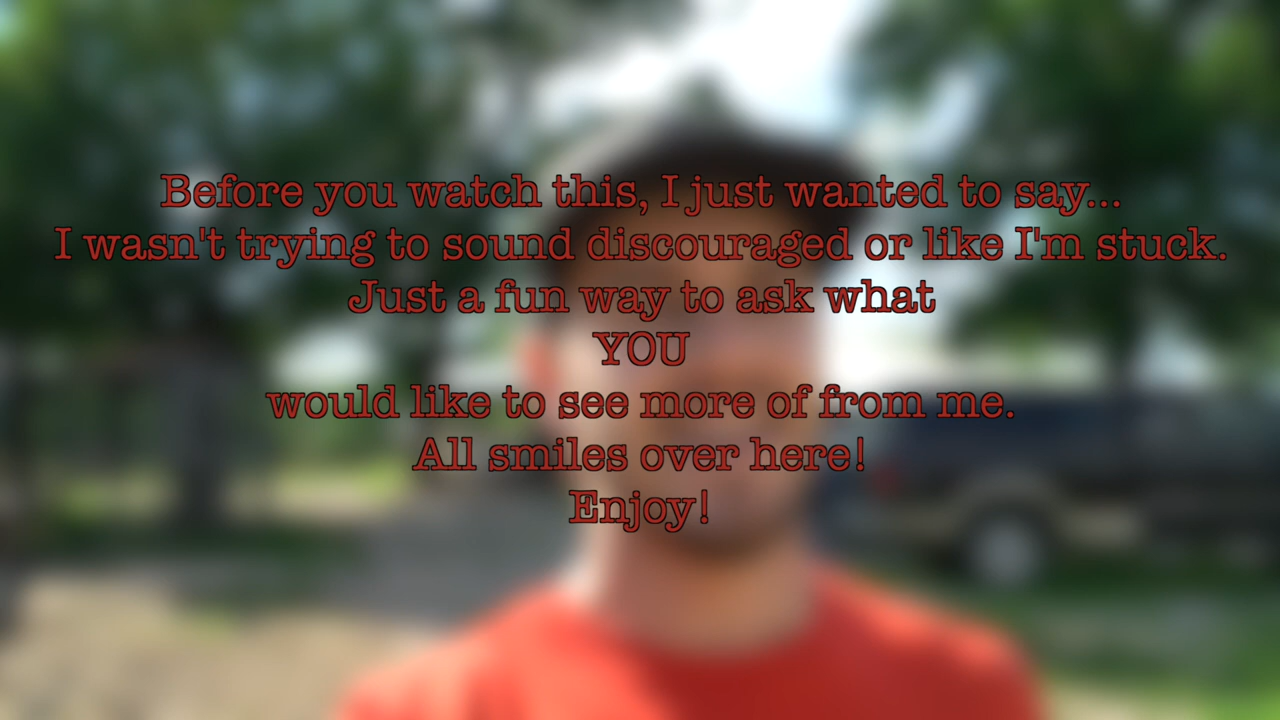 Before you watch this, I just wanted to say...
I wasn't trying to sound discouraged or like I'm stuck.
Just a fun way to ask what
YOU
would like to see more of from me.
All smiles over here!
Enjoy!